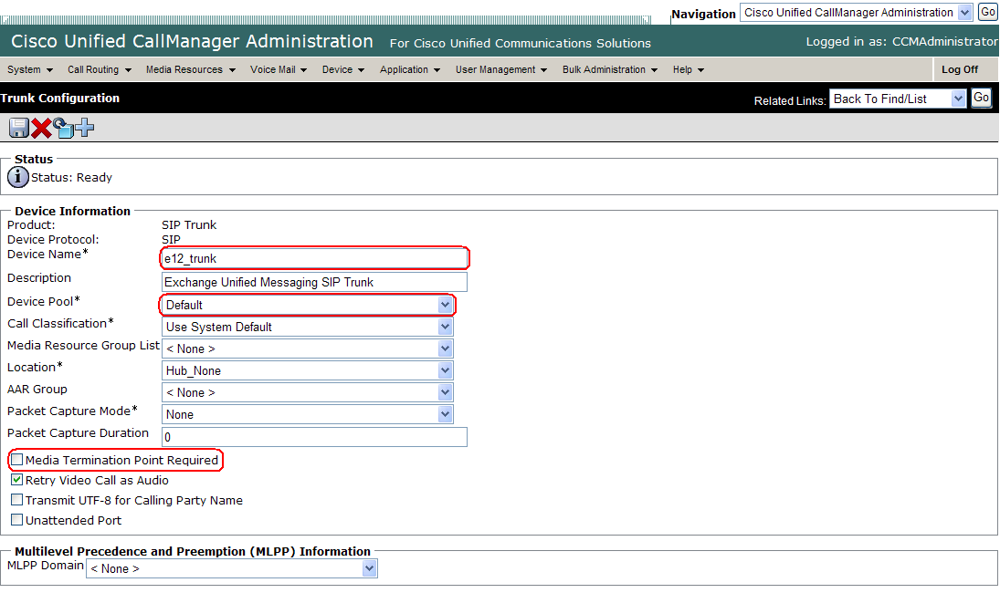 Navigation Cisco Unified CallManager Administration Go
Cisco Unified CallManager Administration For Cisco Unified Communications Solutions Logged in as: CCMAdministrator
System Call Routing Media Resources Voice Mail Device Application User Management Bulk Administration Help Log Off
Trunk Configuration Related Links: Back To Find/List Go
Status
Status: Ready
Device Information
Product: SIP Trunk
Device Protocol: SIP
Device Name* e12_trunk
Description Exchange Unified Messaging SIP Trunk
Device Pool* Default
Call Classification* Use System Default
Media Resource Group List < None >
Location* Hub_None
AAR Group < None >
Packet Capture Mode* None
Packet Capture Duration 0
Media Termination Point Required
Retry Video Call as Audio
Transmit UTF-8 for Calling Party Name
Unattended Port
Multilevel Precedence and Preemption (MLPP) Information
MLPP Domain < None >